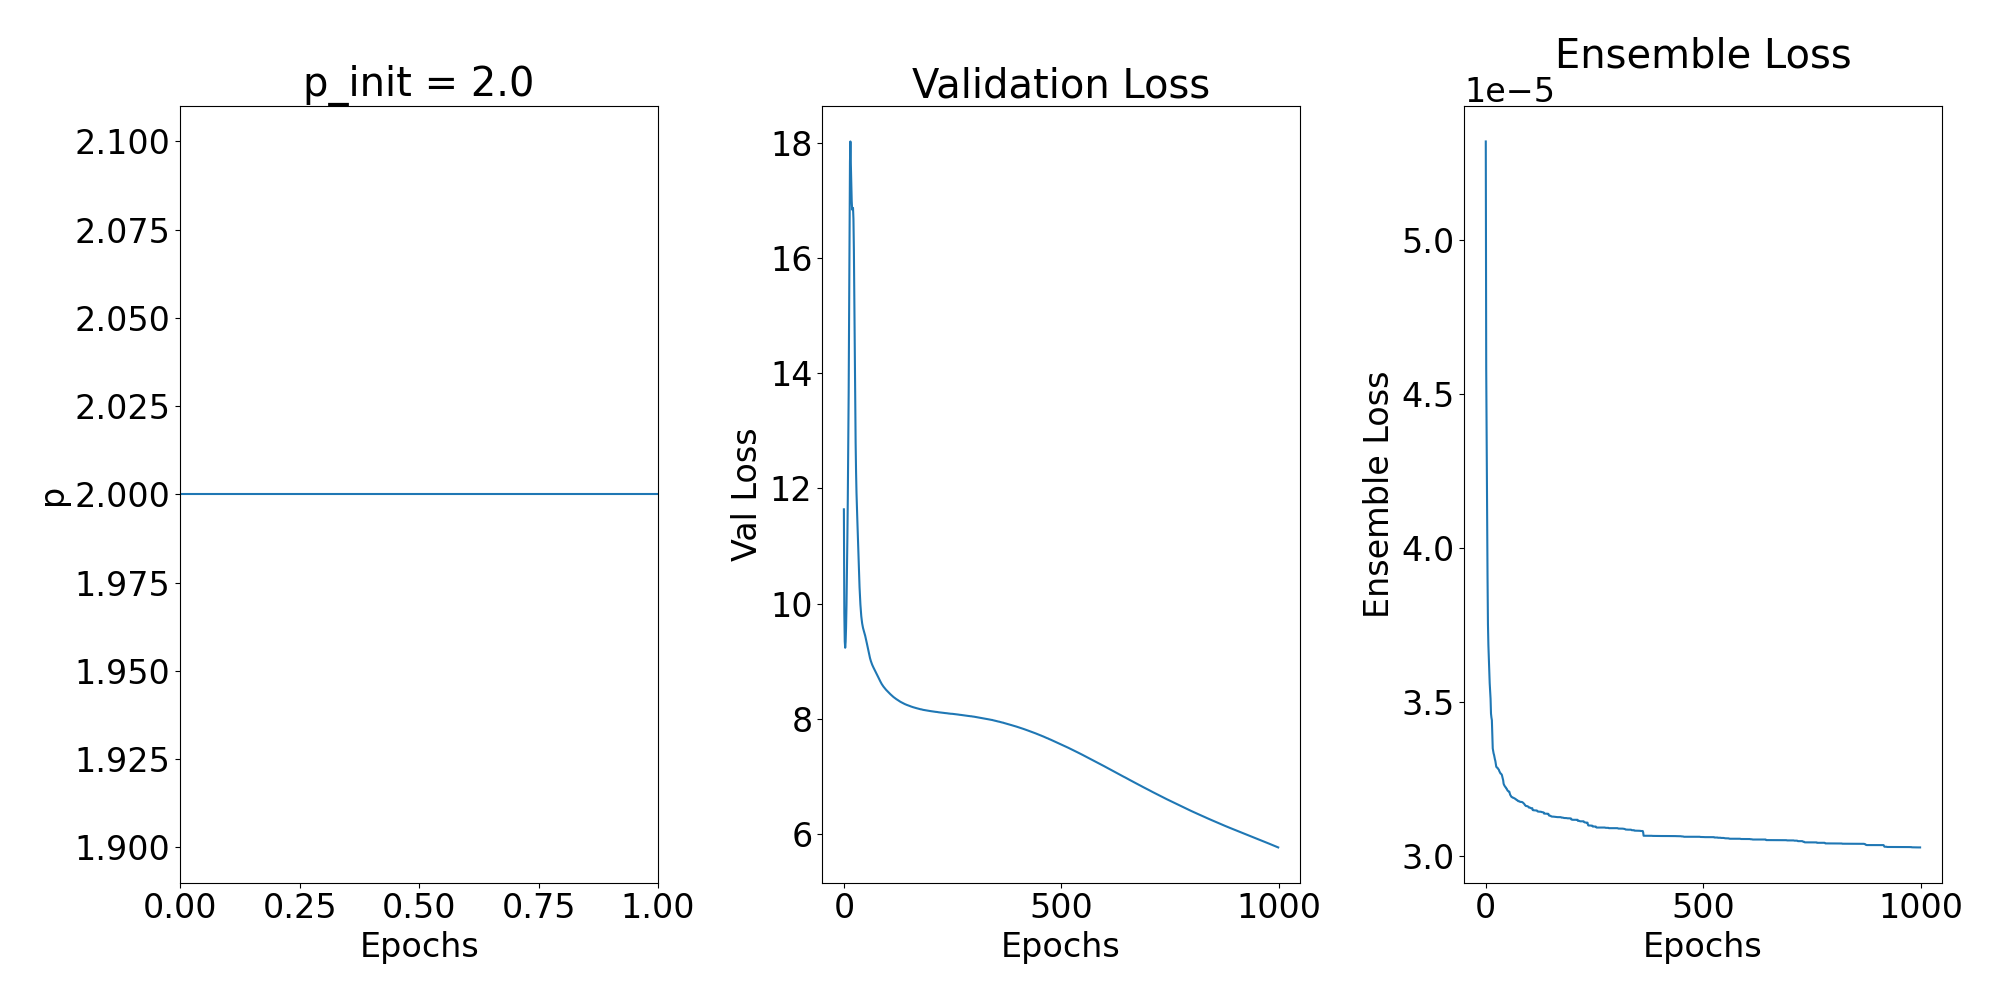 p_init = 2.0
2.100
2.075
2.050
2.025
2.000
1.975
1.950
1.925
1.900
p
0.00 0.25 0.50 0.75 1.00
Epochs
Validation Loss
18
16
14
12
10
8
6
Val Loss
0 500 1000
Epochs
Ensemble Loss
1e−5
5.0
4.5
4.0
3.5
3.0
Ensemble Loss
0 500 1000
Epochs